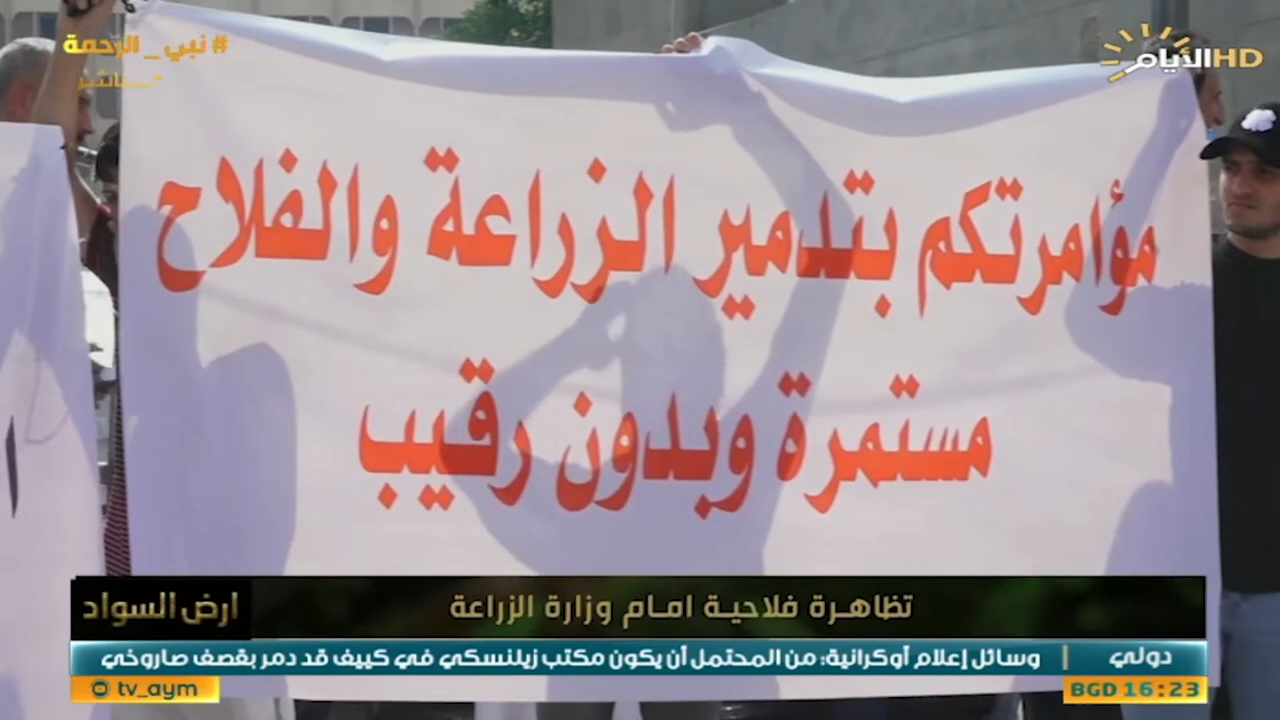 #نبي_الرحمة
الأيام HD
مؤامرتكم بتدمير الزراعة والفلاح
مستمرة وبدون رقيب
ارض السواد
تظاهرة فلاحية امام وزارة الزراعة
دولي | وسائل إعلام أوكرانية: من المحتمل أن يكون مكتب زيلنسكي في كييف قد دمر بقصف صاروخي
tv_aym
BGD 16:23